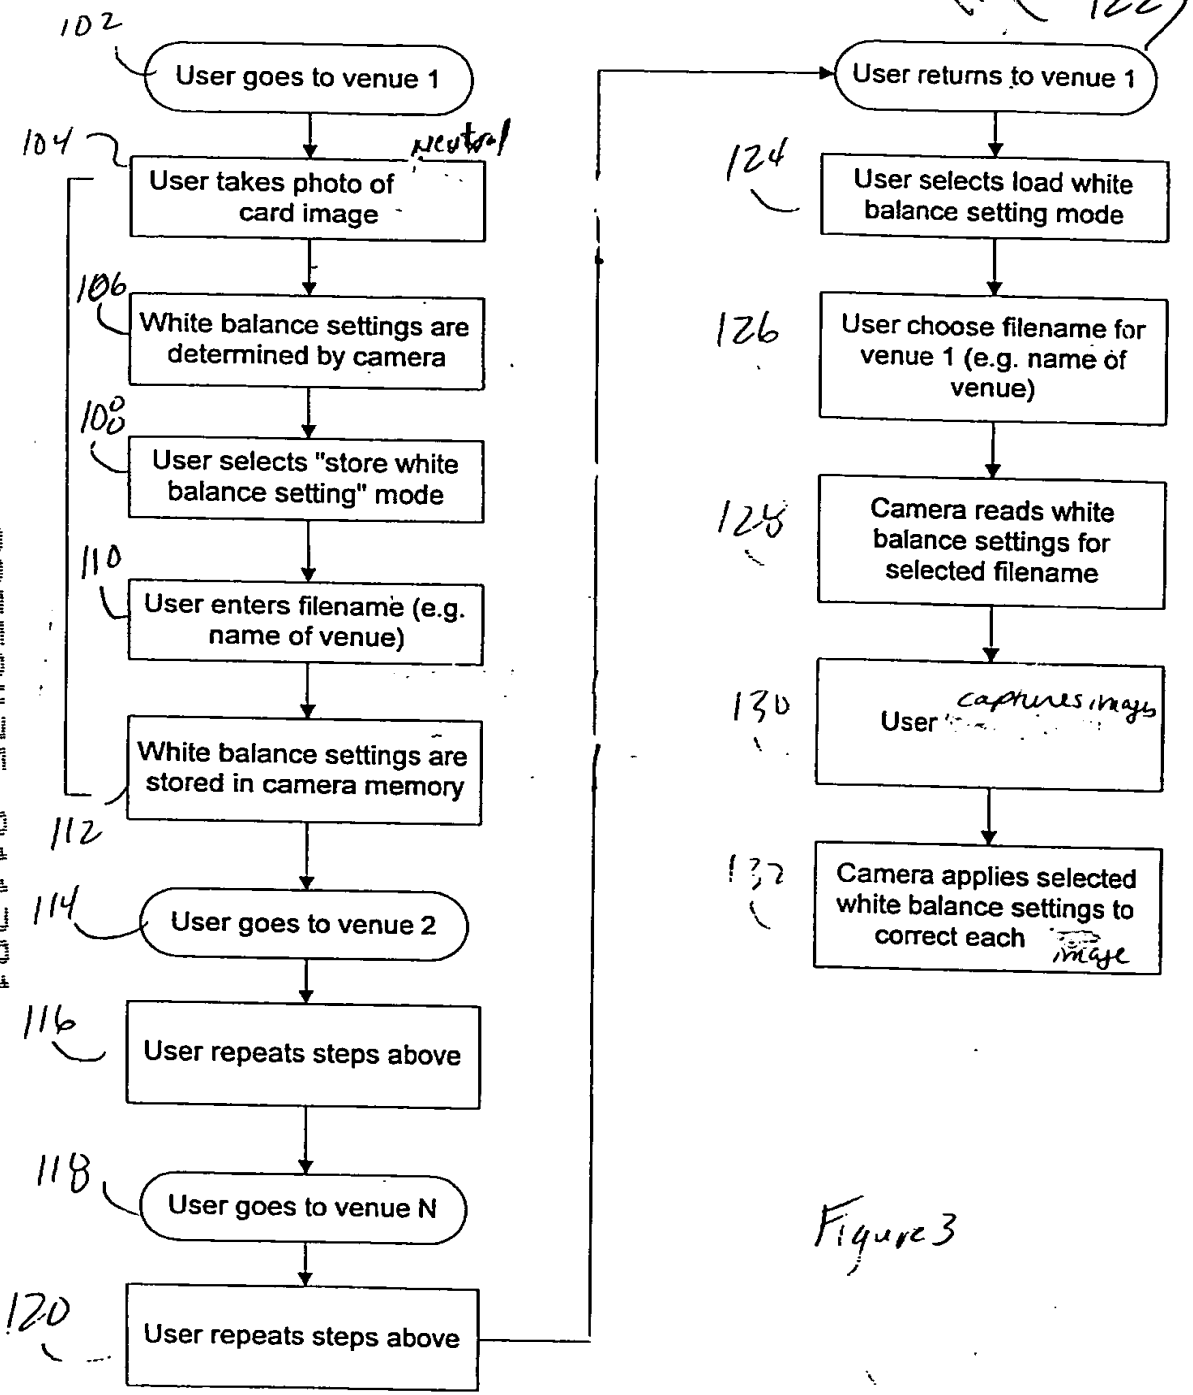 102
User goes to venue 1
104
neutral
User takes photo of
card image
106
White balance settings are
determined by camera
108
User selects "store white
balance setting" mode
110
User enters filename (e.g.
name of venue)
White balance settings are
stored in camera memory
112
114
User goes to venue 2
116
User repeats steps above
118
User goes to venue N
120
User repeats steps above
122
User returns to venue 1
124
User selects load white
balance setting mode
126
User choose filename for
venue 1 (e.g. name of
venue)
128
Camera reads white
balance settings for
selected filename
130
User captures images
132
Camera applies selected
white balance settings to
correct each image
Figure 3